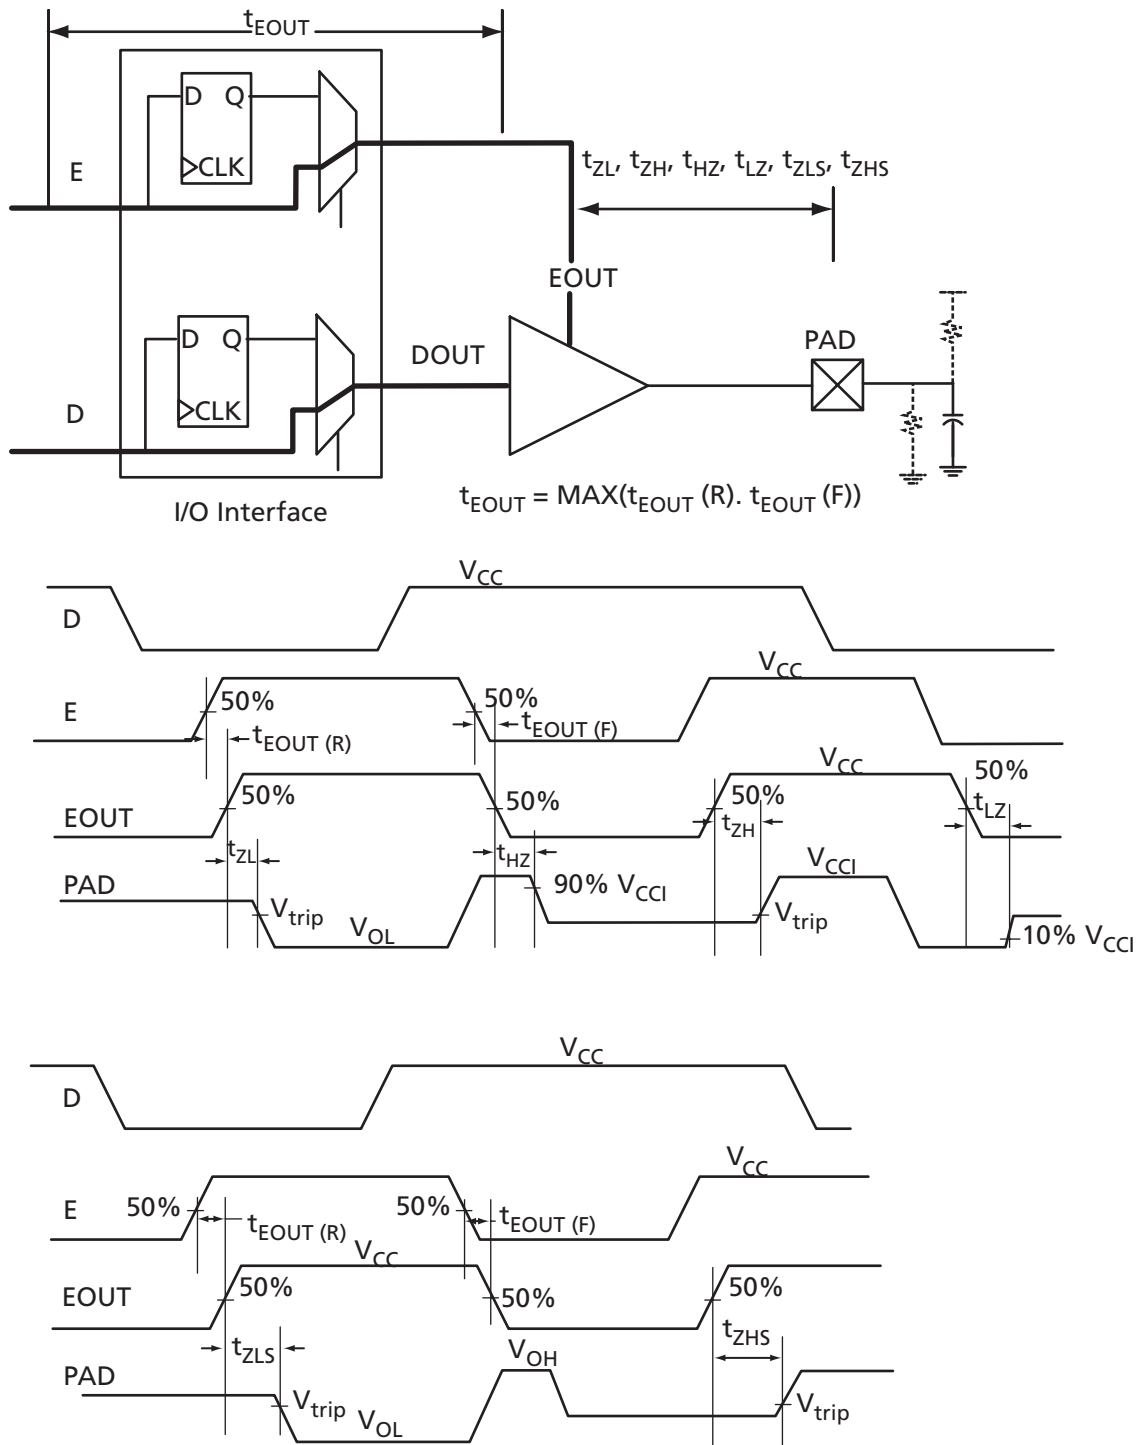 tEOUT
D Q
CLK
E
tZL, tZH, tHZ, tLZ, tZLS, tZHS
EOUT
D Q
CLK
DOUT
PAD
D
I/O Interface
tEOUT = MAX(tEOUT (R). tEOUT (F))
VCC
D
VCC
E
50%
50%
tEOUT (R)
tEOUT (F)
VCC
50%
EOUT
50%
50%
50%
tLZ
tZL
tHZ
tZH
PAD
VCCI
90% VCCI
Vtrip
Vtrip
VOL
10% VCCI
VCC
D
VCC
E
50%
50%
tEOUT (R)
tEOUT (F)
VCC
EOUT
50%
50%
50%
tZLS
tZHS
VOH
PAD
Vtrip
Vtrip
VOL